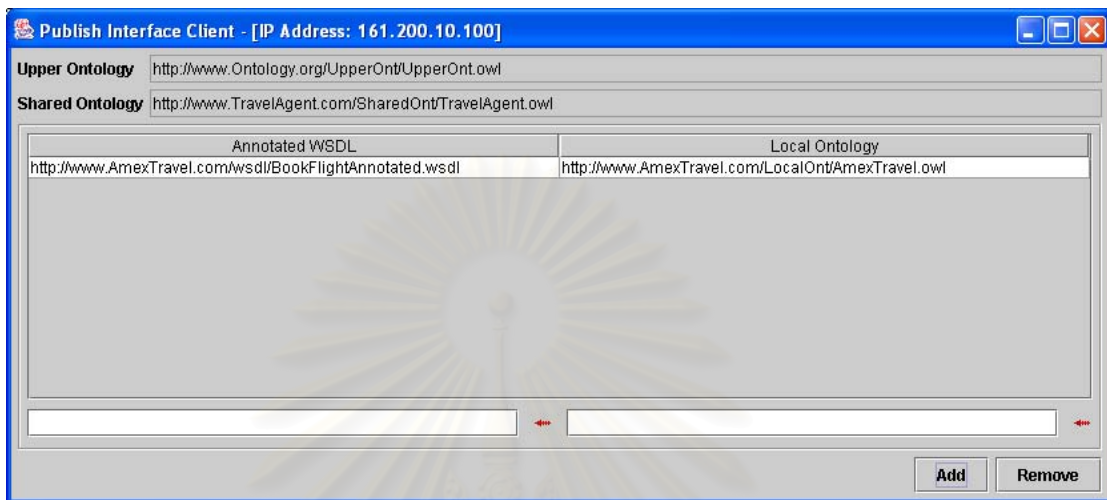 Publish Interface Client - [IP Address: 161.200.10.100]
Upper Ontology http://www.Ontology.org/UpperOnt/UpperOnt.owl
Shared Ontology http://www.TravelAgent.com/SharedOnt/TravelAgent.owl
Annotated WSDL Local Ontology
http://www.AmexTravel.com/wsdl/BookFlightAnnotated.wsdl http://www.AmexTravel.com/LocalOnt/AmexTravel.owl
Add Remove